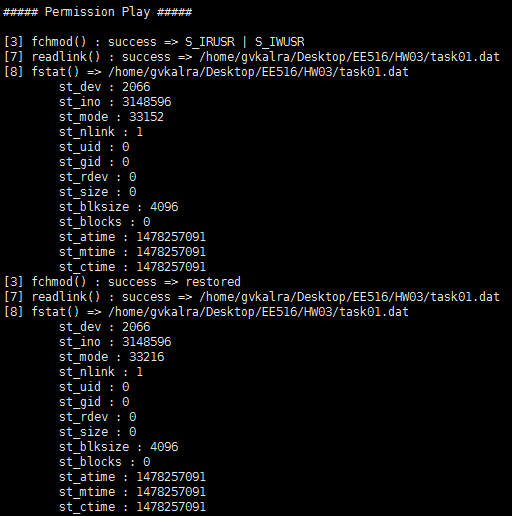 ##### Permission Play #####
[3] fchmod() : success => S_IRUSR | S_IWUSR
[7] readlink() : success => /home/gvkalra/Desktop/EE516/HW03/task01.dat
[8] fstat() => /home/gvkalra/Desktop/EE516/HW03/task01.dat
st_dev : 2066
st_ino : 3148596
st_mode : 33152
st_nlink : 1
st_uid : 0
st_gid : 0
st_rdev : 0
st_size : 0
st_blksize : 4096
st_blocks : 0
st_atime : 1478257091
st_mtime : 1478257091
st_ctime : 1478257091
[3] fchmod() : success => restored
[7] readlink() : success => /home/gvkalra/Desktop/EE516/HW03/task01.dat
[8] fstat() => /home/gvkalra/Desktop/EE516/HW03/task01.dat
st_dev : 2066
st_ino : 3148596
st_mode : 33216
st_nlink : 1
st_uid : 0
st_gid : 0
st_rdev : 0
st_size : 0
st_blksize : 4096
st_blocks : 0
st_atime : 1478257091
st_mtime : 1478257091
st_ctime : 1478257091